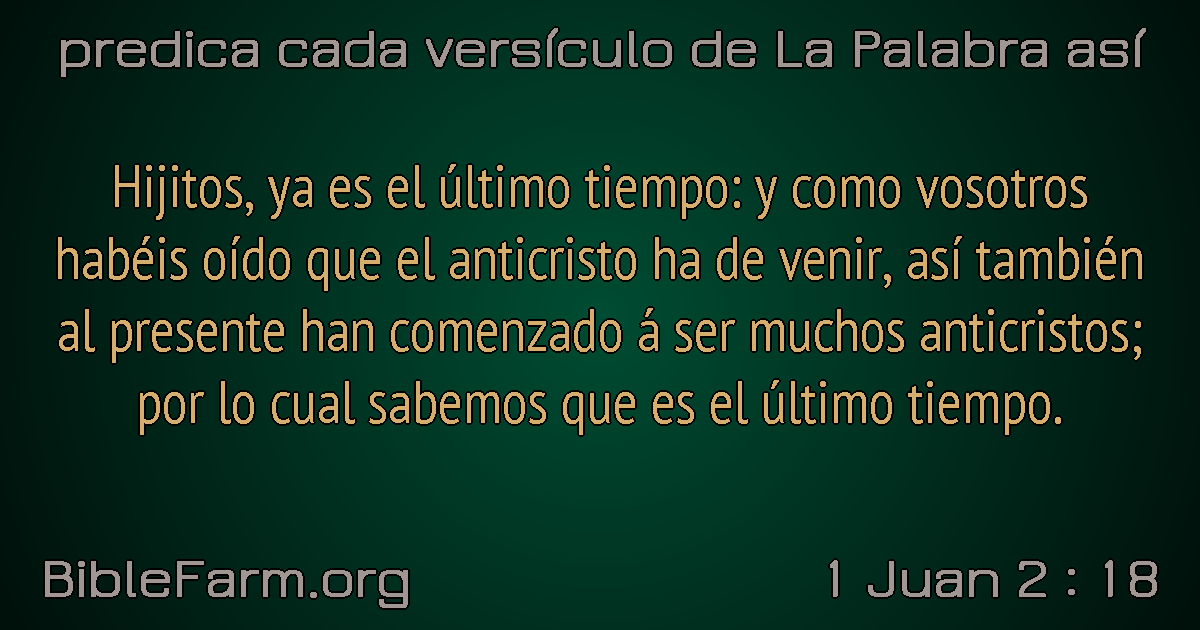 predica cada versículo de La Palabra así
Hijitos, ya es el último tiempo: y como vosotros
habéis oído que el anticristo ha de venir, así también
al presente han comenzado á ser muchos anticristos;
por lo cual sabemos que es el último tiempo.
BibleFarm.org
1 Juan 2 : 18